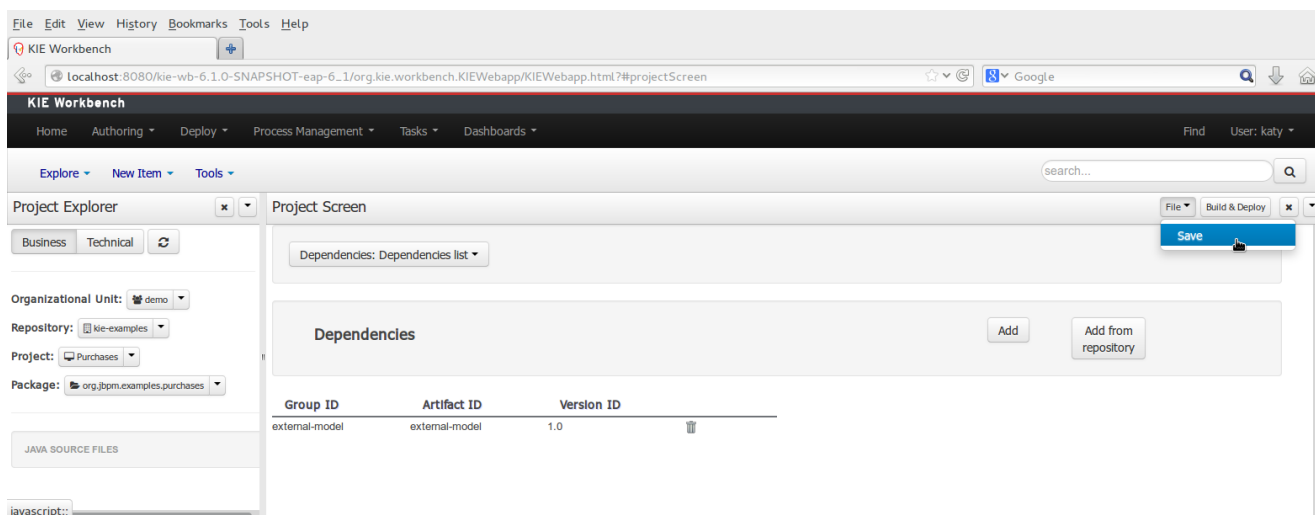 File Edit View History Bookmarks Tools Help
KIE Workbench
localhost:8080/kie-wb-6.1.0-SNAPSHOT-eap-6_1/org.kie.workbench.KIEWebapp/KIEWebapp.html?#projectScreen
Google
KIE Workbench
Home Authoring Deploy Process Management Tasks Dashboards Find User: katy
Explore New Item Tools search...
Project Explorer Project Screen File Build & Deploy
Business Technical Save
Dependencies: Dependencies list
Organizational Unit: demo
Repository: kie-examples
Dependencies Add Add from
repository
Project: Purchases
Package: org.jbpm.examples.purchases
Group ID Artifact ID Version ID
external-model external-model 1.0
JAVA SOURCE FILES
javascript:;